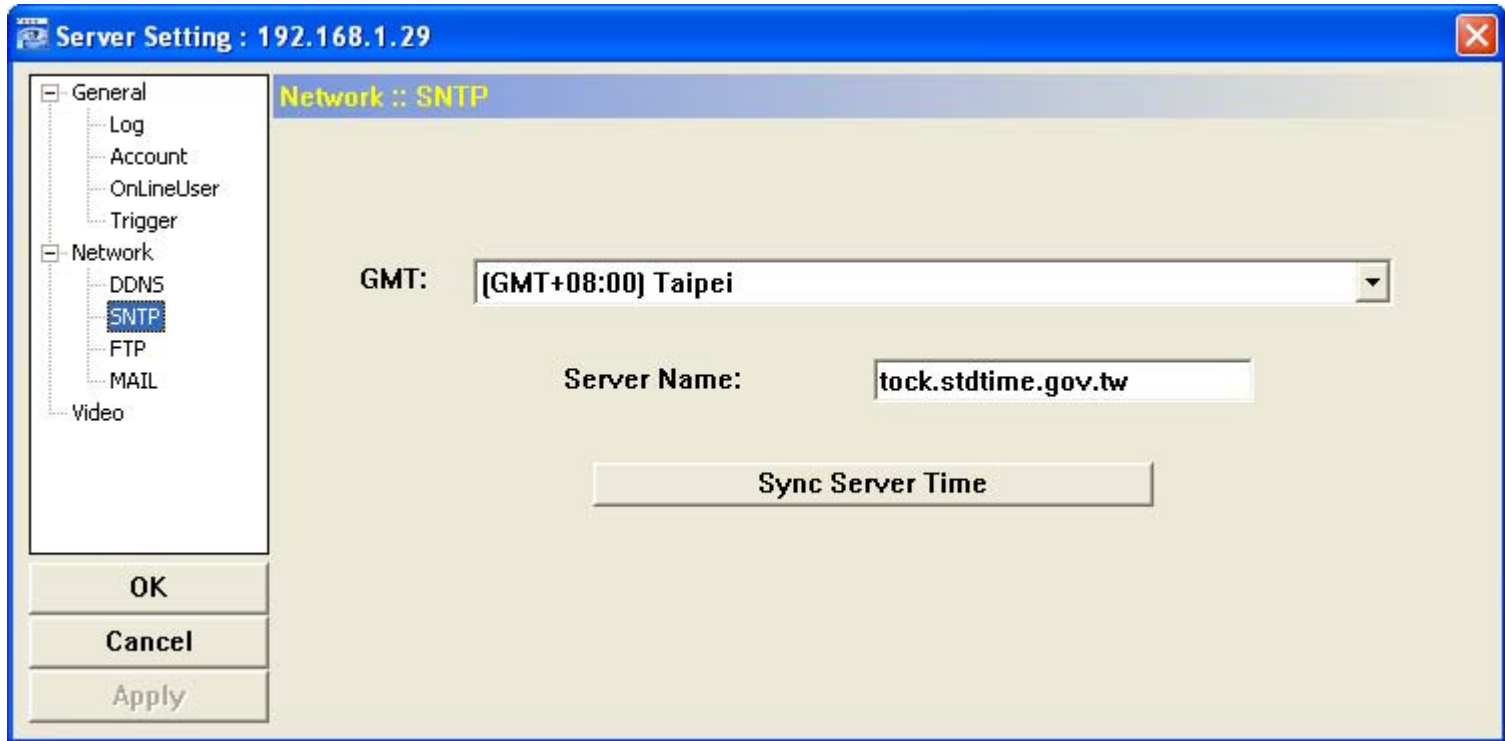 Server Setting : 192.168.1.29
General
Log
Account
OnLineUser
Trigger
Network
DDNS
SNTP
FTP
MAIL
Video
OK
Cancel
Apply
Network :: SNTP
GMT: (GMT+08:00) Taipei
Server Name: tock.stdtime.gov.tw
Sync Server Time